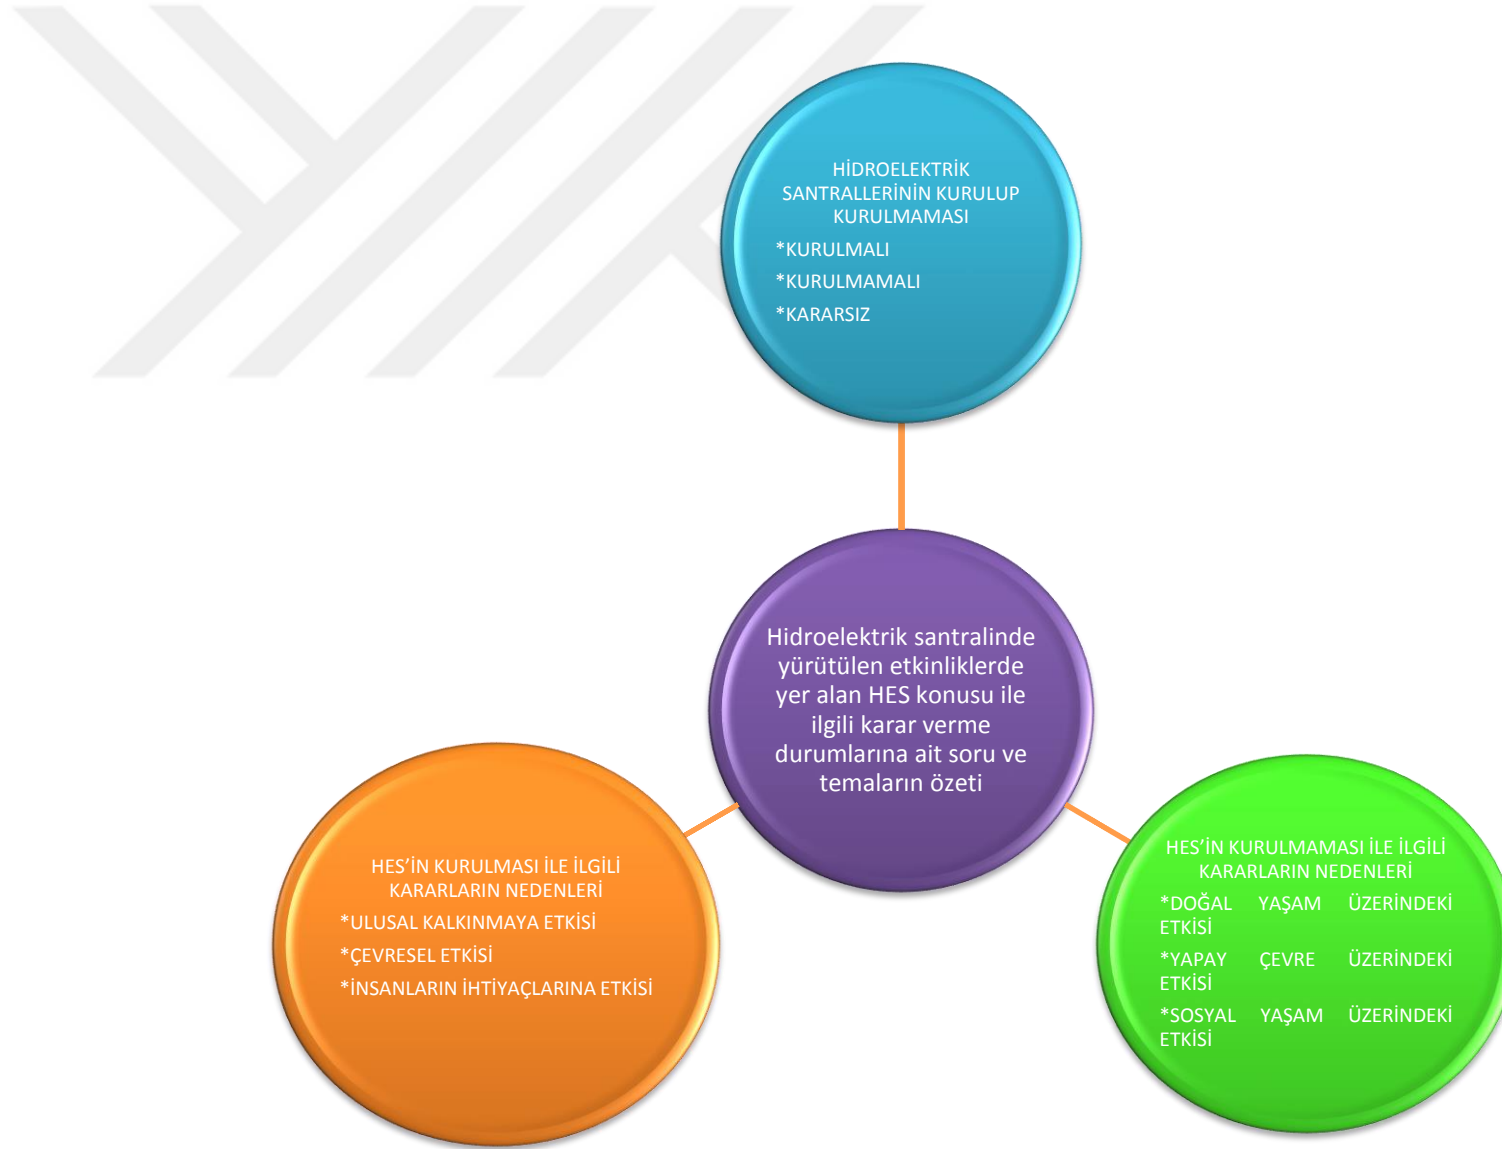 HİDROELEKTRİK
SANTRALLERİNİN KURULUP
KURULMAMASI
*KURULMALI
*KURULMAMALI
*KARARSIZ
Hidroelektrik santralinde
yürütülen etkinliklerde
yer alan HES konusu ile
ilgili karar verme
durumlarına ait soru ve
temaların özeti
HES’İN KURULMASI İLE İLGİLİ
KARARLARIN NEDENLERİ
*ULUSAL KALKINMAYA ETKİSİ
*ÇEVRESEL ETKİSİ
*İNSANLARIN İHTİYAÇLARINA ETKİSİ
HES’İN KURULMAMASI İLE İLGİLİ
KARARLARIN NEDENLERİ
*DOĞAL YAŞAM ÜZERİNDEKİ
ETKİSİ
*YAPAY ÇEVRE ÜZERİNDEKİ
ETKİSİ
*SOSYAL YAŞAM ÜZERİNDEKİ
ETKİSİ